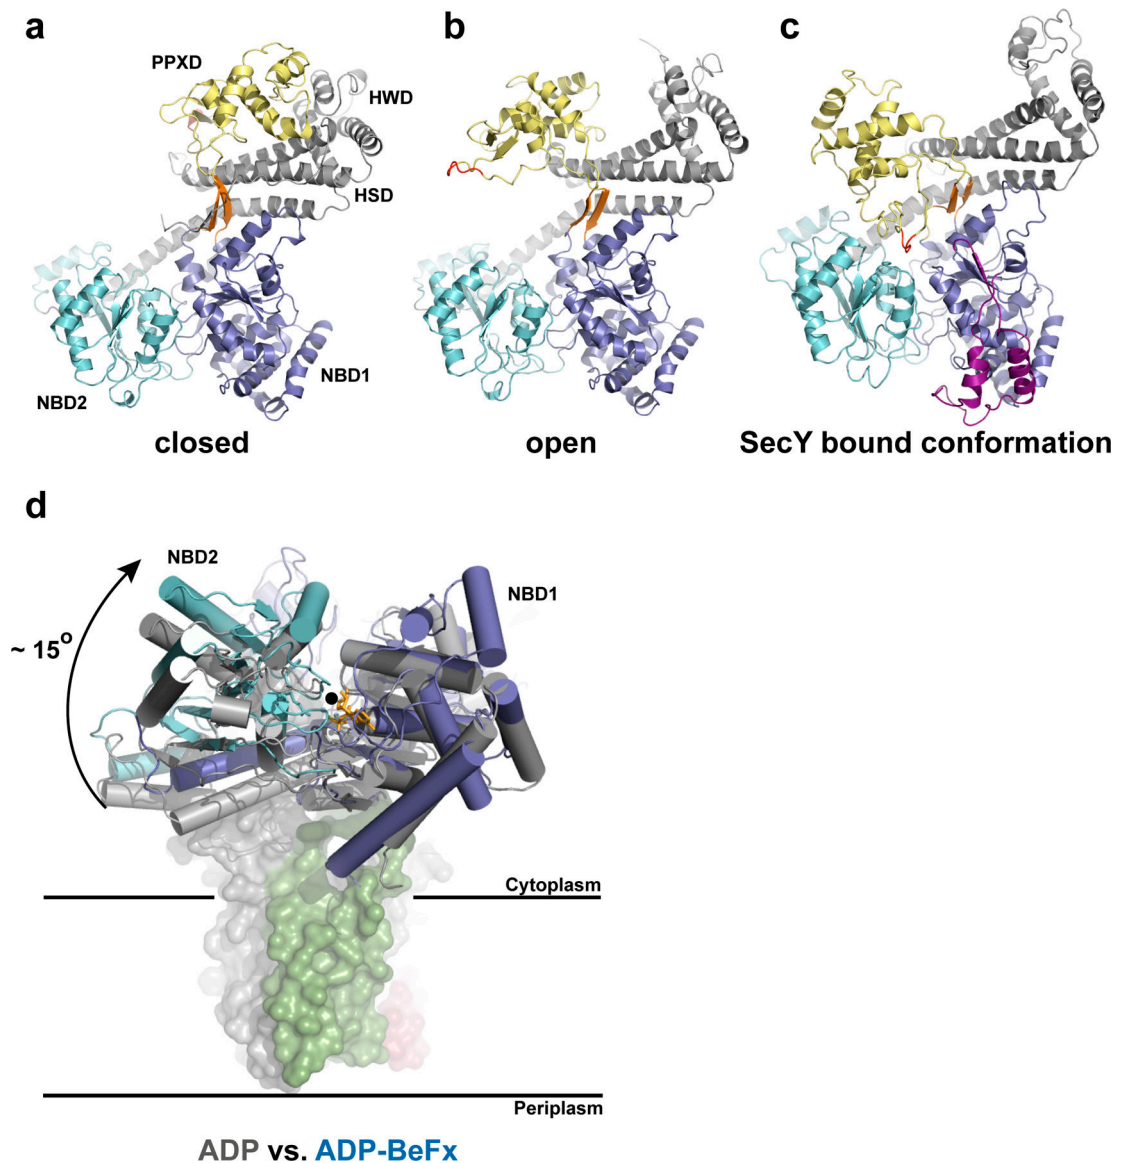 a
PPXD
HWD
HSD
NBD2
NBD1
closed
b
open
c
SecY bound conformation
d
NBD2
NBD1
~ 15°
Cytoplasm
Periplasm
ADP vs. ADP-BeFx